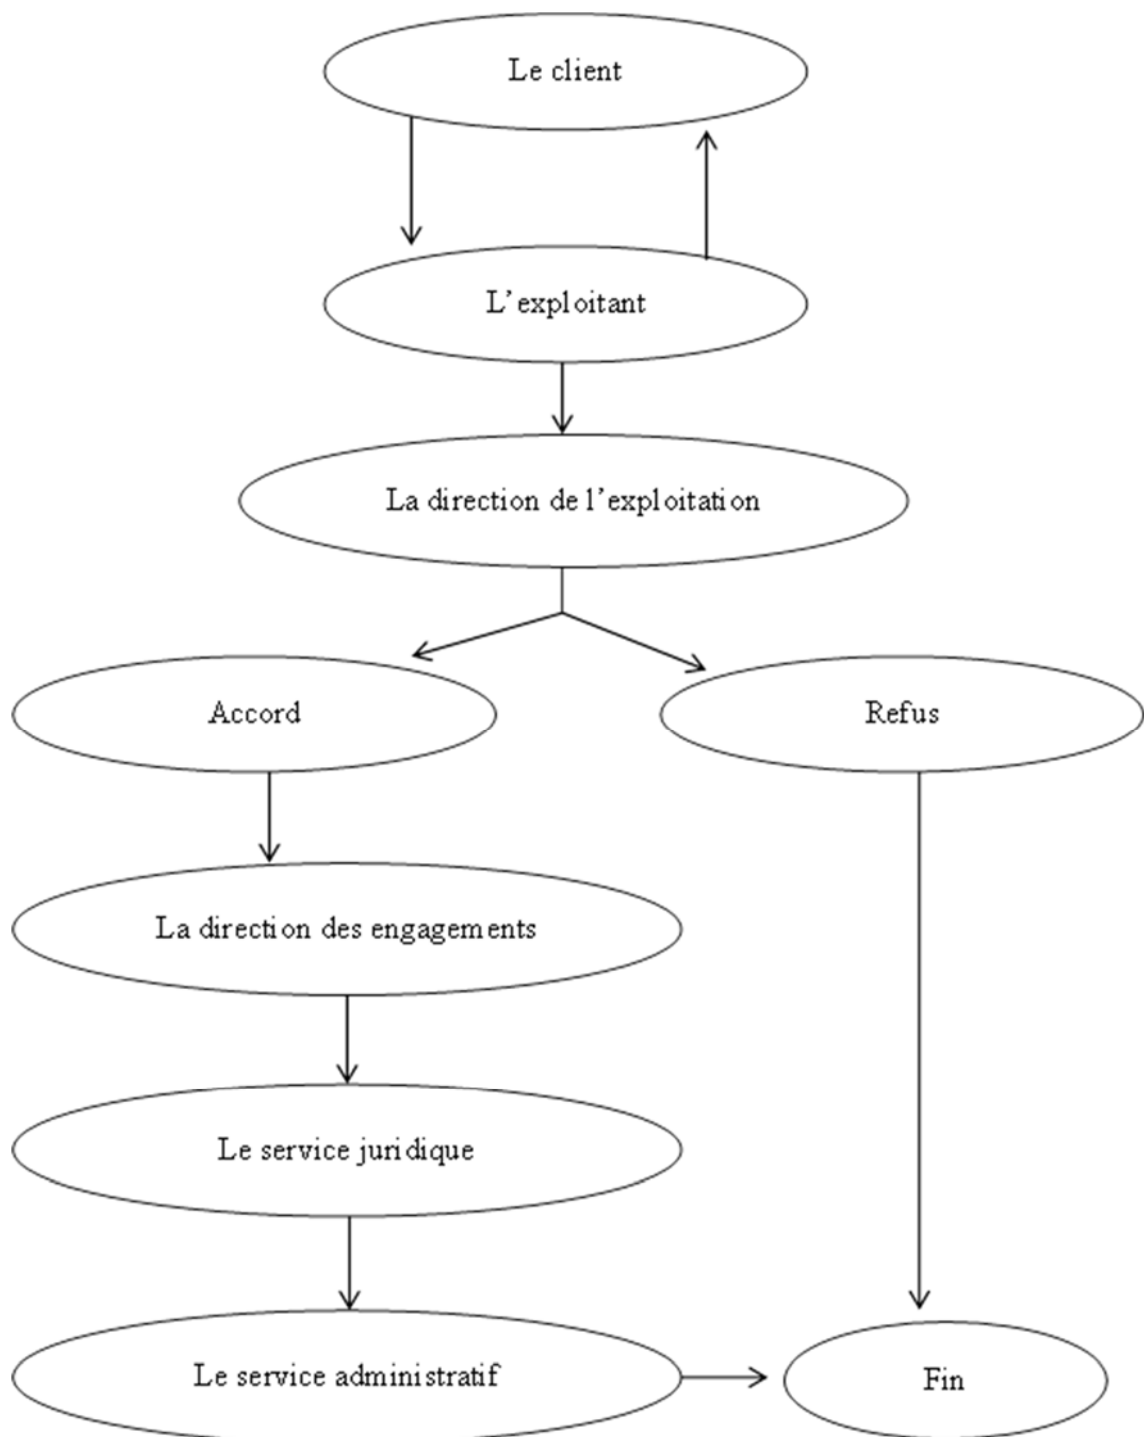 Le client
L'exploitant
La direction de l'exploitation
Accord
Refus
La direction des engagements
Le service juridique
Le service administratif
Fin